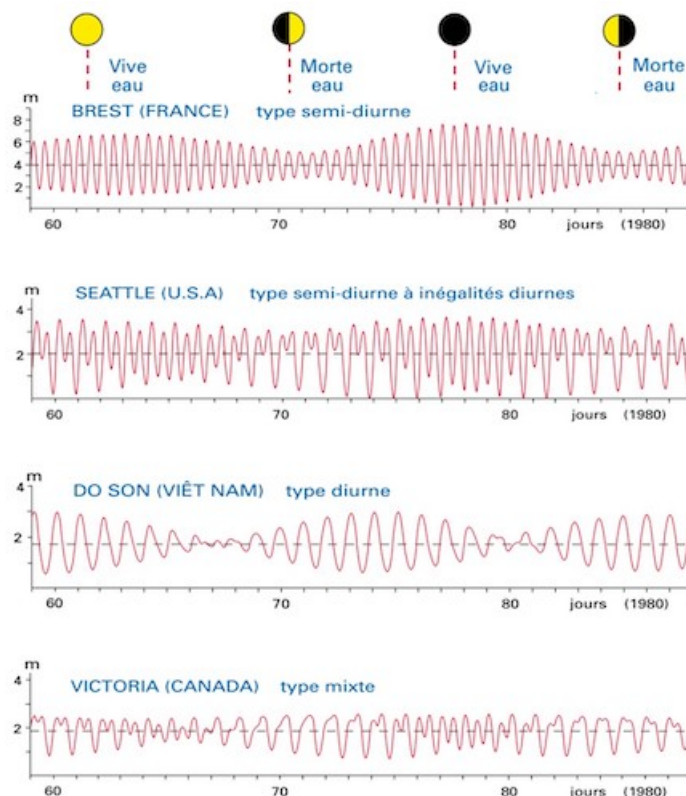 Vive eau
Morte eau
Vive eau
Morte eau
m
BREST (FRANCE) type semi-diurne
8
6
4
2
60 70 80 jours (1980)
m
SEATTLE (U.S.A) type semi-diurne à inégalités diurnes
4
2
60 70 80 jours (1980)
m
DO SON (VIÊT NAM) type diurne
4
2
60 70 80 jours (1980)
m
VICTORIA (CANADA) type mixte
4
2
60 70 80 jours (1980)